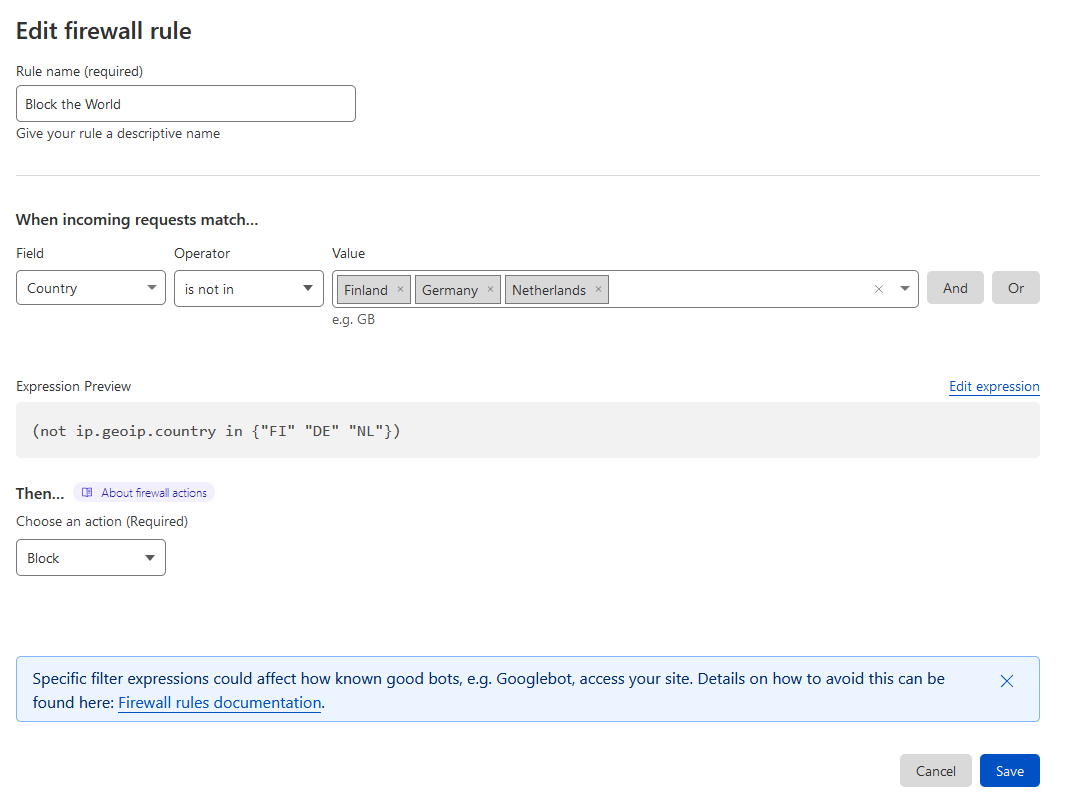 Edit firewall rule
Rule name (required)
Block the World
Give your rule a descriptive name
When incoming requests match...
Field Operator Value
Country is not in Finland × Germany × Netherlands × And Or
e.g. GB
Expression Preview Edit expression
(not ip.geoip.country in {"FI" "DE" "NL"})
Then... About firewall actions
Choose an action (Required)
Block
Specific filter expressions could affect how known good bots, e.g. Googlebot, access your site. Details on how to avoid this can be
found here: Firewall rules documentation.
Cancel Save